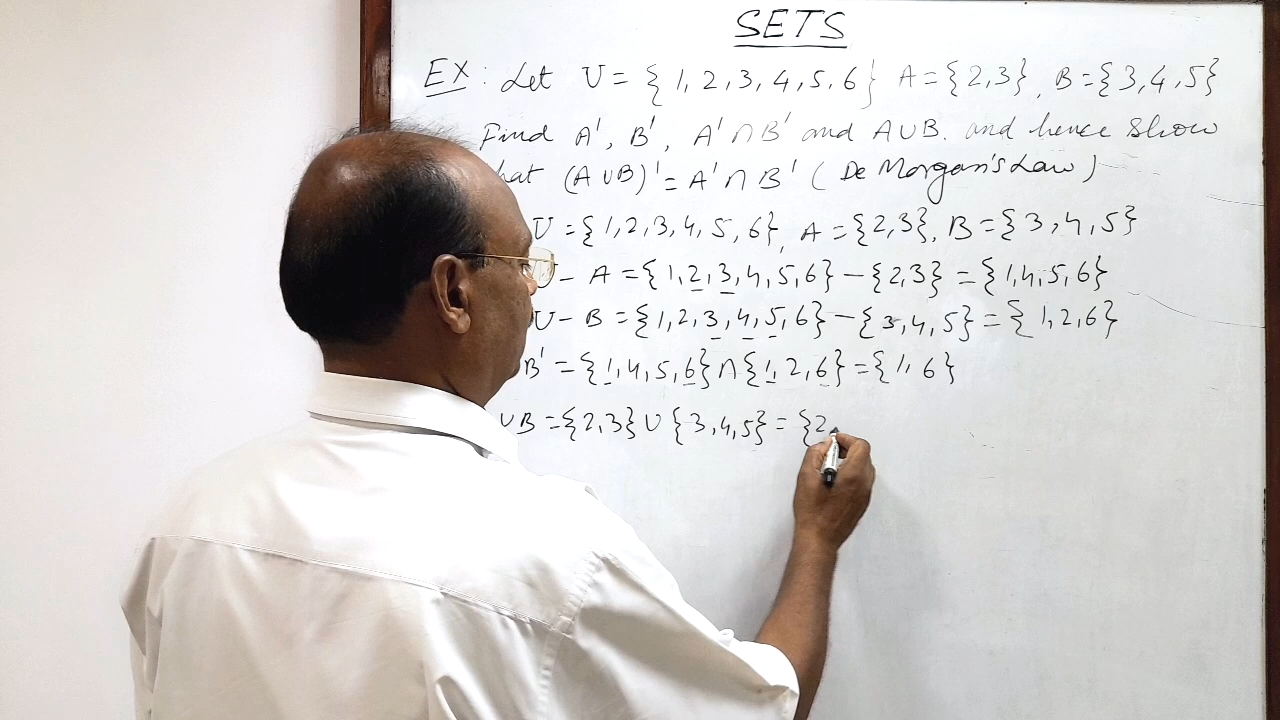 SETS
EX: Let U = { 1, 2, 3, 4, 5, 6 } A = {2,3}, B = {3,4,5}
Find A', B', A'∩B' and A∪B. and hence show
hat (A∪B)' = A'∩B' (De Morgan's Law)
U = {1,2,3,4,5,6}, A = {2,3}, B = {3,4,5}
– A = {1,2,3,4,5,6} – {2,3} = {1,4,5,6}
U – B = {1,2,3,4,5,6} – {3,4,5} = {1,2,6}
B' = {1,4,5,6} ∩ {1,2,6} = {1,6}
∪B = {2,3} ∪ {3,4,5} = {2,